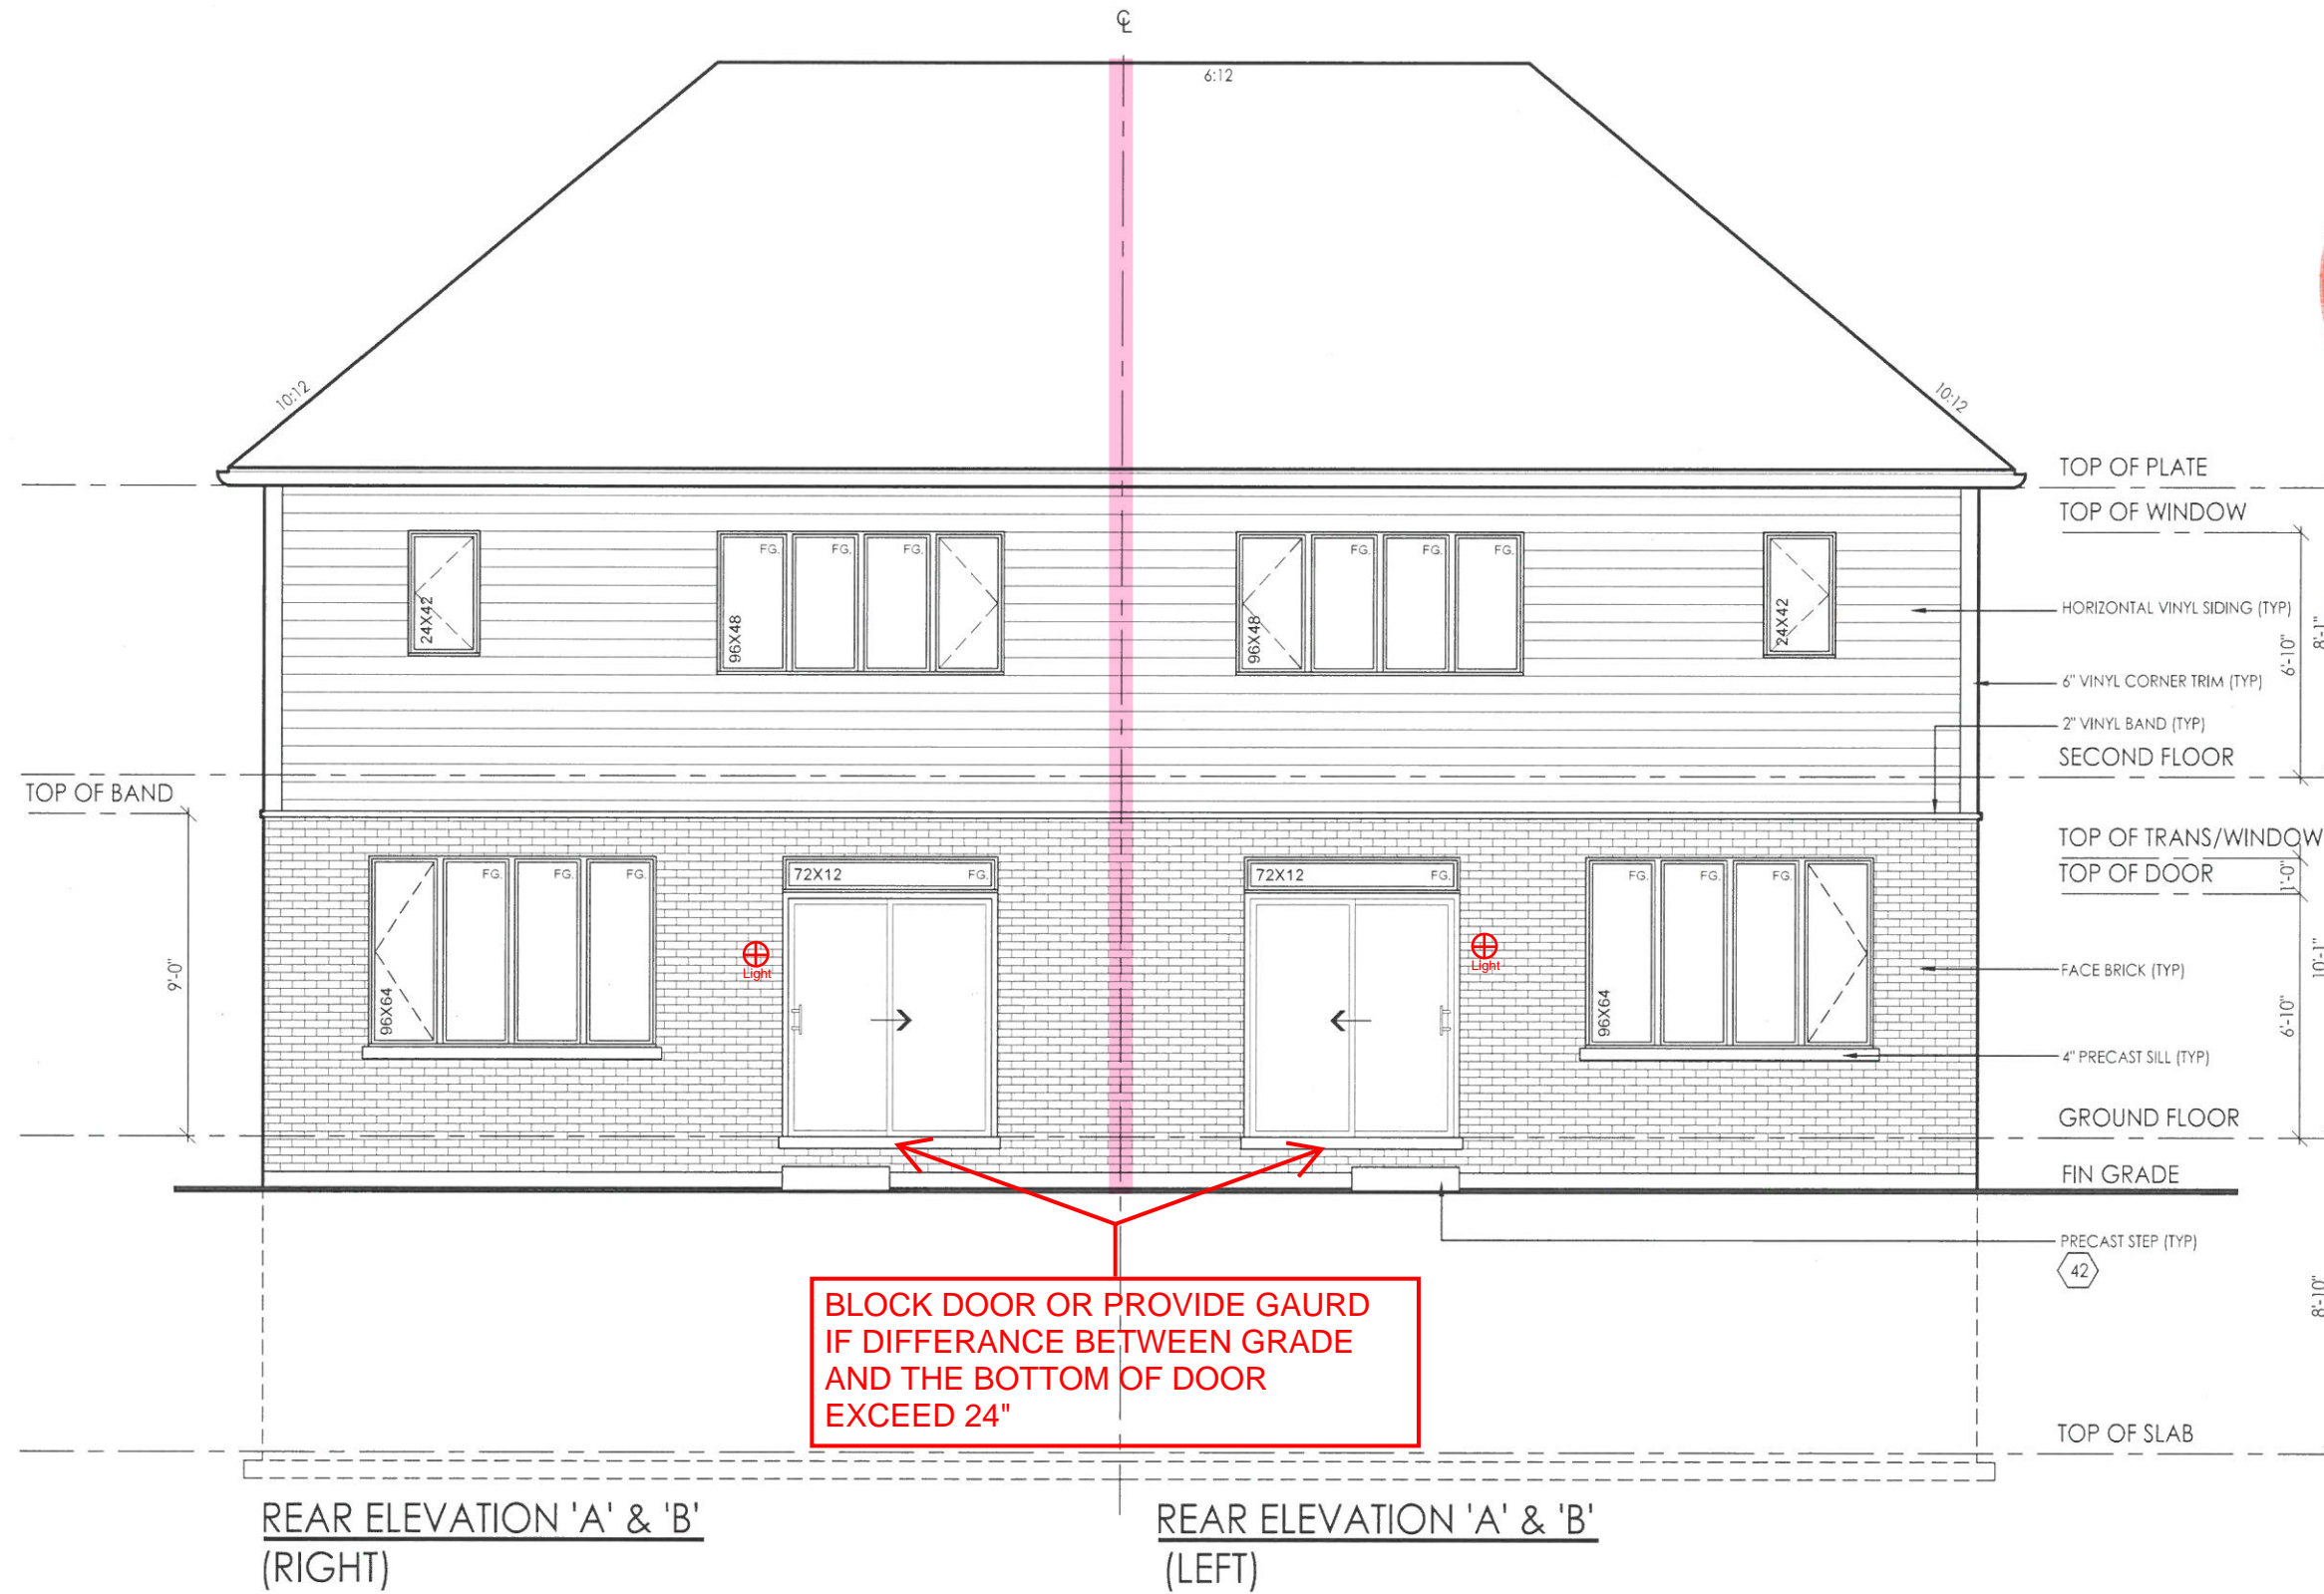 ℄
6:12
10:12
10:12
TOP OF PLATE
TOP OF WINDOW
FG.
FG.
FG.
FG.
FG.
FG.
24X42
96X48
96X48
24X42
HORIZONTAL VINYL SIDING (TYP)
6'-10"
8'-1"
6" VINYL CORNER TRIM (TYP)
2" VINYL BAND (TYP)
SECOND FLOOR
TOP OF BAND
TOP OF TRANS/WINDOW
TOP OF DOOR
1'-0"
FG.
FG.
FG.
72X12
FG.
72X12
FG.
FG.
FG.
FG.
Light
Light
9'-0"
96X64
96X64
FACE BRICK (TYP)
10'-1"
6'-10"
4" PRECAST SILL (TYP)
GROUND FLOOR
FIN GRADE
PRECAST STEP (TYP)
42
8'-10"
BLOCK DOOR OR PROVIDE GAURD
IF DIFFERANCE BETWEEN GRADE
AND THE BOTTOM OF DOOR
EXCEED 24"
TOP OF SLAB
REAR ELEVATION 'A' & 'B'
(RIGHT)
REAR ELEVATION 'A' & 'B'
(LEFT)